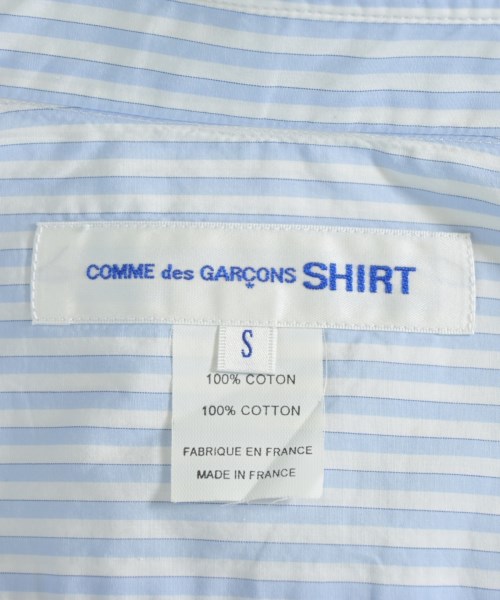 COMME des GARÇONS SHIRT
S
100% COTON
100% COTTON
FABRIQUE EN FRANCE
MADE IN FRANCE